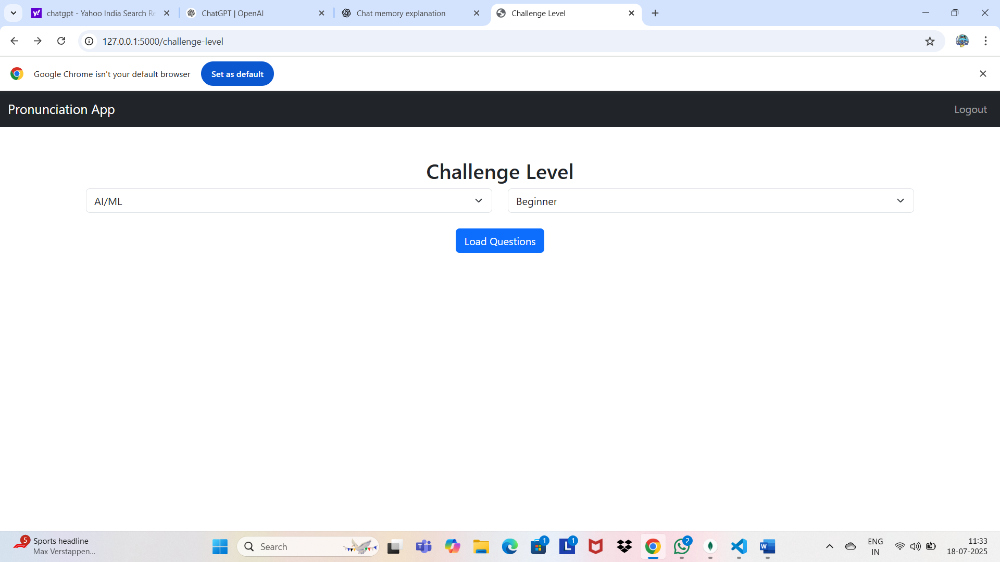 chatgpt - Yahoo India Search Re
ChatGPT | OpenAI
Chat memory explanation
Challenge Level
127.0.0.1:5000/challenge-level
Google Chrome isn't your default browser
Set as default
Pronunciation App
Logout
Challenge Level
AI/ML
Beginner
Load Questions
5
Sports headline
Max Verstappen...
Search
1
1
2
ENG
IN
11:33
18-07-2025